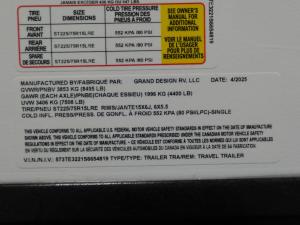 JAMAIS EXCEDER 430 KG OU 947 LBS
TIRE
PNEU
SIZE
DIMENSIONS
COLD TIRE PRESSURE
PRESSION DES PNEUS À FROID
FRONT
AVANT
ST225/75R15LRE
552 KPA /80 PSI
REAR
ARRIÈRE
ST225/75R15LRE
552 KPA /80 PSI
SPARE
DE SECOURS
ST225/75R15LRE
552 KPA /80 PSI
SEE OWNER'S
MANUAL FOR
ADDITIONAL
INFORMATION
VOIR LE MANUEL
DE L'USAGER
POUR PLUS DE
RENSEIGNEMENTS
MANUFACTURED BY/FABRIQUÉ PAR: GRAND DESIGN RV, LLC
DATE: 4/2025
GVWR/PNBV 3853 KG (8495 LB)
GAWR (EACH AXLE)/PNBE(CHAQUE ESSIEU) 1996 KG (4400 LB)
UVW 3406 KG (7508 LB)
TIRE/PNEU ST225/75R15LRE RIMS/JANTE15X6J, 6X5.5
COLD INFL. PRESS/PRESS. DE GONFL. À FROID 552 KPA (80 PSI/LPC)-SINGLE
THIS VEHICLE CONFORMS TO ALL APPLICABLE U.S. FEDERAL MOTOR VEHICLE SAFETY STANDARDS IN EFFECT ON THE DATE OF MANUFACTURE
SHOWN ABOVE. THIS VEHICLE CONFORMS TO ALL APPLICABLE STANDARDS PRESCRIBED UNDER THE CANADIAN MOTOR VEHICLE SAFETY
REGULATIONS IN EFFECT ON THE DATE OF MANUFACTURE - CE VÉHICULE EST CONFORME À TOUTES LES NORMES QUI LUI SONT APPLICABLES
EN VERTU DU RÈGLEMENT SUR LA SÉCURITÉ DES VÉHICULES AUTOMOBILES DU CANADA EN VIGUEUR À LA DATE DE SA FABRICATION
V.I.N./N.I.V.: 573TE3221S6654819 TYPE/TYPE: TRAILER/TRA/REM: TRAVEL TRAILER